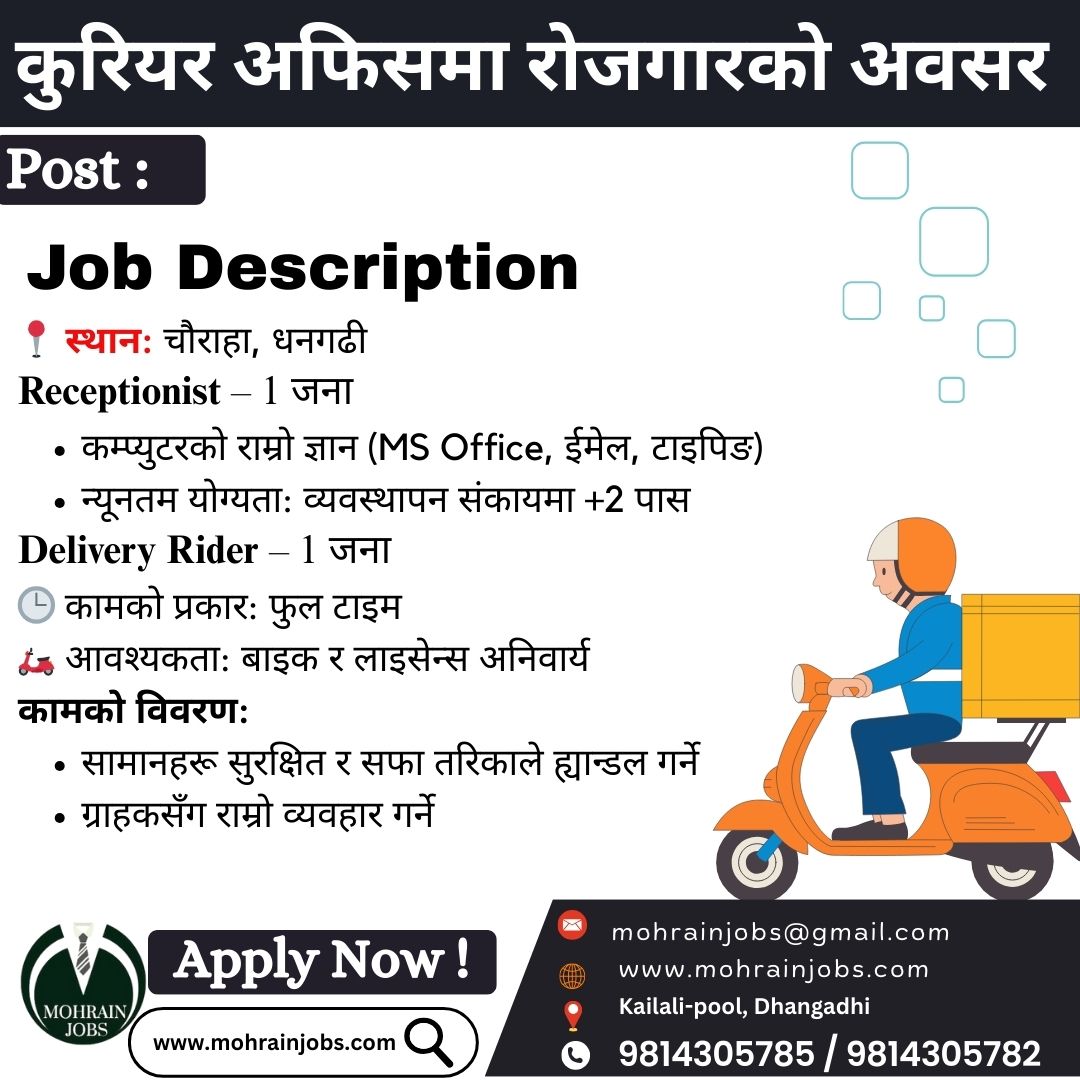 कुरियर अफिसमा रोजगारको अवसर
Post :
Job Description
स्थान: चौराहा, धनगढी
Receptionist – 1 जना
• कम्प्युटरको राम्रो ज्ञान (MS Office, ईमेल, टाइपिङ)
• न्यूनतम योग्यता: व्यवस्थापन संकायमा +2 पास
Delivery Rider – 1 जना
कामको प्रकार: फुल टाइम
आवश्यकता: बाइक र लाइसेन्स अनिवार्य
कामको विवरण:
• सामानहरू सुरक्षित र सफा तरिकाले ह्यान्डल गर्ने
• ग्राहकसँग राम्रो व्यवहार गर्ने
MOHRAIN
JOBS
Apply Now !
www.mohrainjobs.com
mohrainjobs@gmail.com
www.mohrainjobs.com
Kailali-pool, Dhangadhi
9814305785 / 9814305782